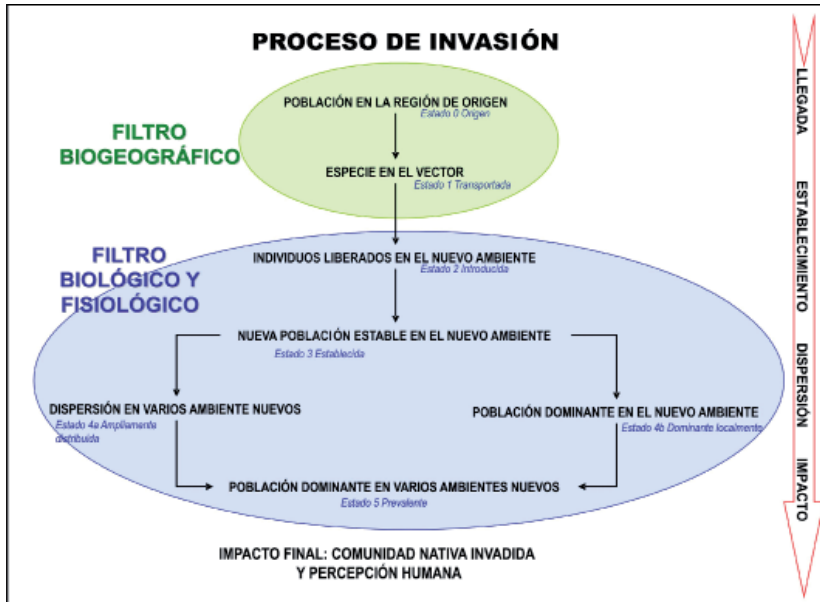 PROCESO DE INVASIÓN
POBLACIÓN EN LA REGIÓN DE ORIGEN
Estado 0 Origen
FILTRO
BIOGEOGRÁFICO
ESPECIE EN EL VECTOR
Estado 1 Transportada
FILTRO
BIOLÓGICO Y
FISIOLÓGICO
INDIVIDUOS LIBERADOS EN EL NUEVO AMBIENTE
Estado 2 Introducida
NUEVA POBLACIÓN ESTABLE EN EL NUEVO AMBIENTE
Estado 3 Establecida
DISPERSIÓN EN VARIOS AMBIENTE NUEVOS
Estado 4a Ampliamente
distribuida
POBLACIÓN DOMINANTE EN EL NUEVO AMBIENTE
Estado 4b Dominante localmente
POBLACIÓN DOMINANTE EN VARIOS AMBIENTES NUEVOS
Estado 5 Prevalente
IMPACTO FINAL: COMUNIDAD NATIVA INVADIDA
Y PERCEPCIÓN HUMANA
LLEGADA
ESTABLECIMIENTO
DISPERSIÓN
IMPACTO